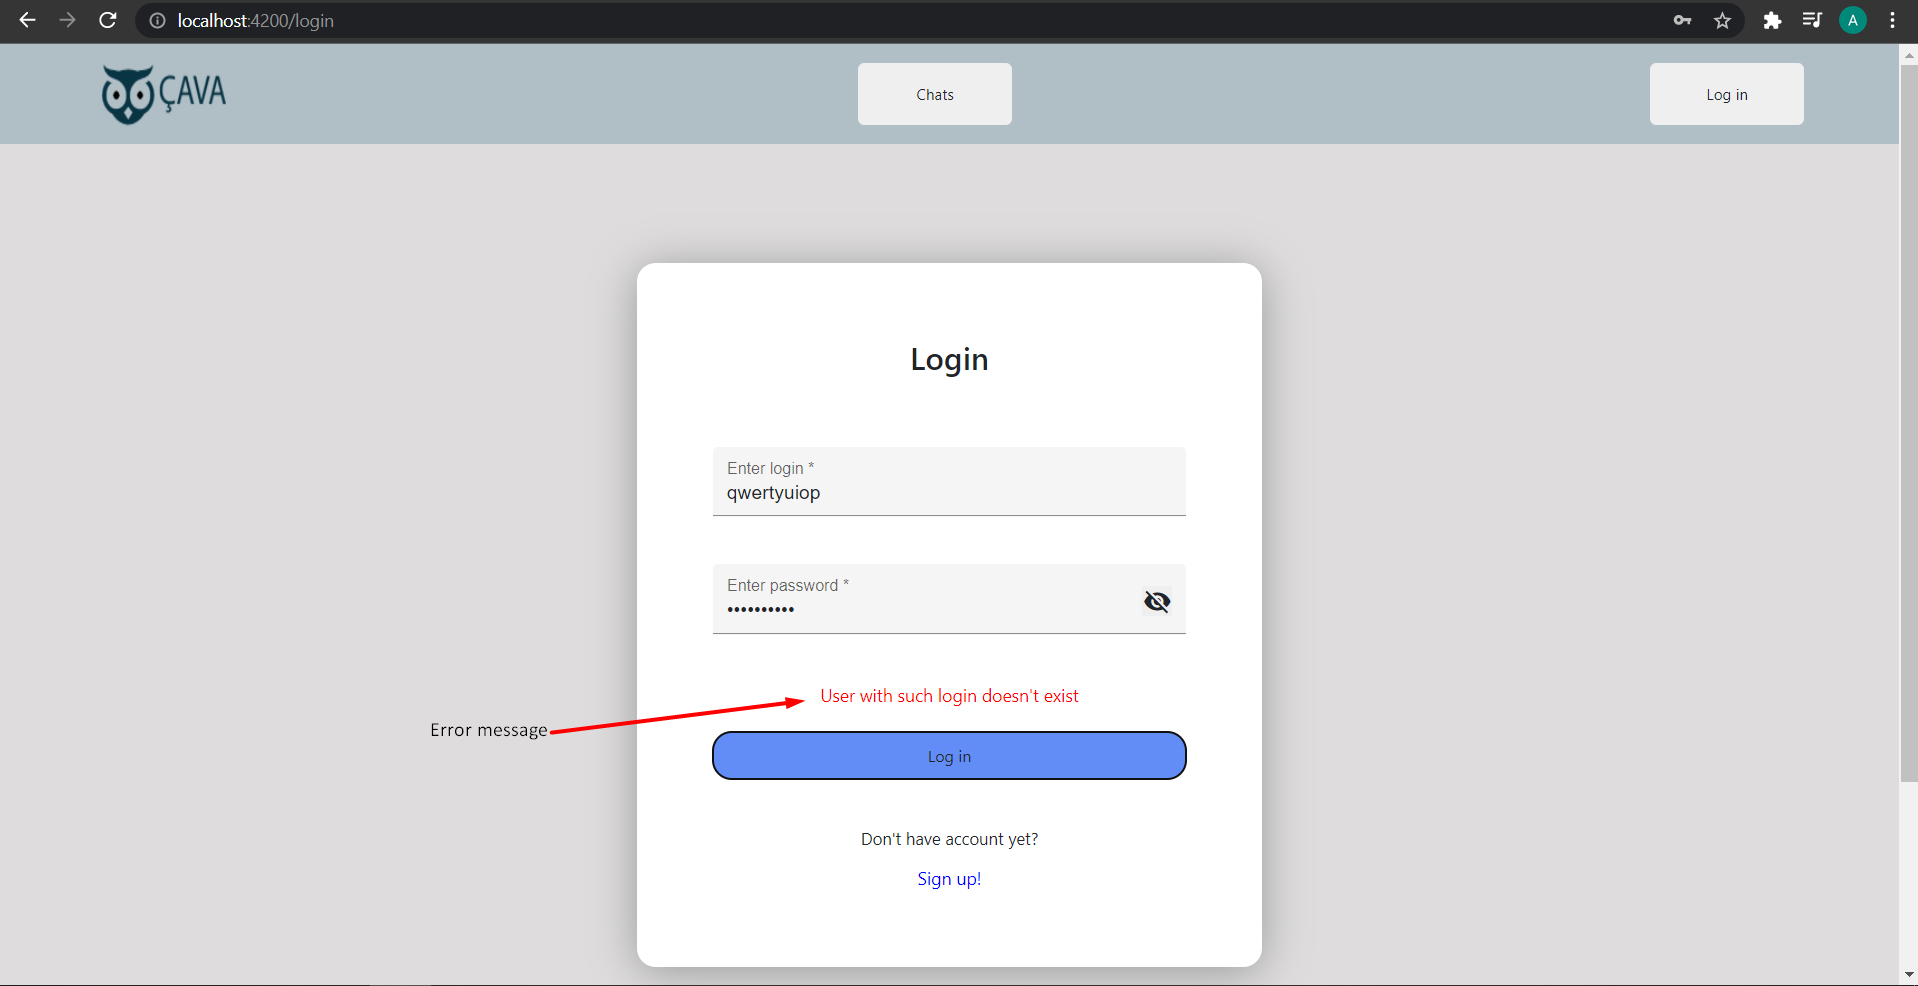 localhost:4200/login
A
ÇAVA
Chats
Log in
Login
Enter login *
qwertyuiop
Enter password *
••••••••••
User with such login doesn't exist
Error message
Log in
Don't have account yet?
Sign up!